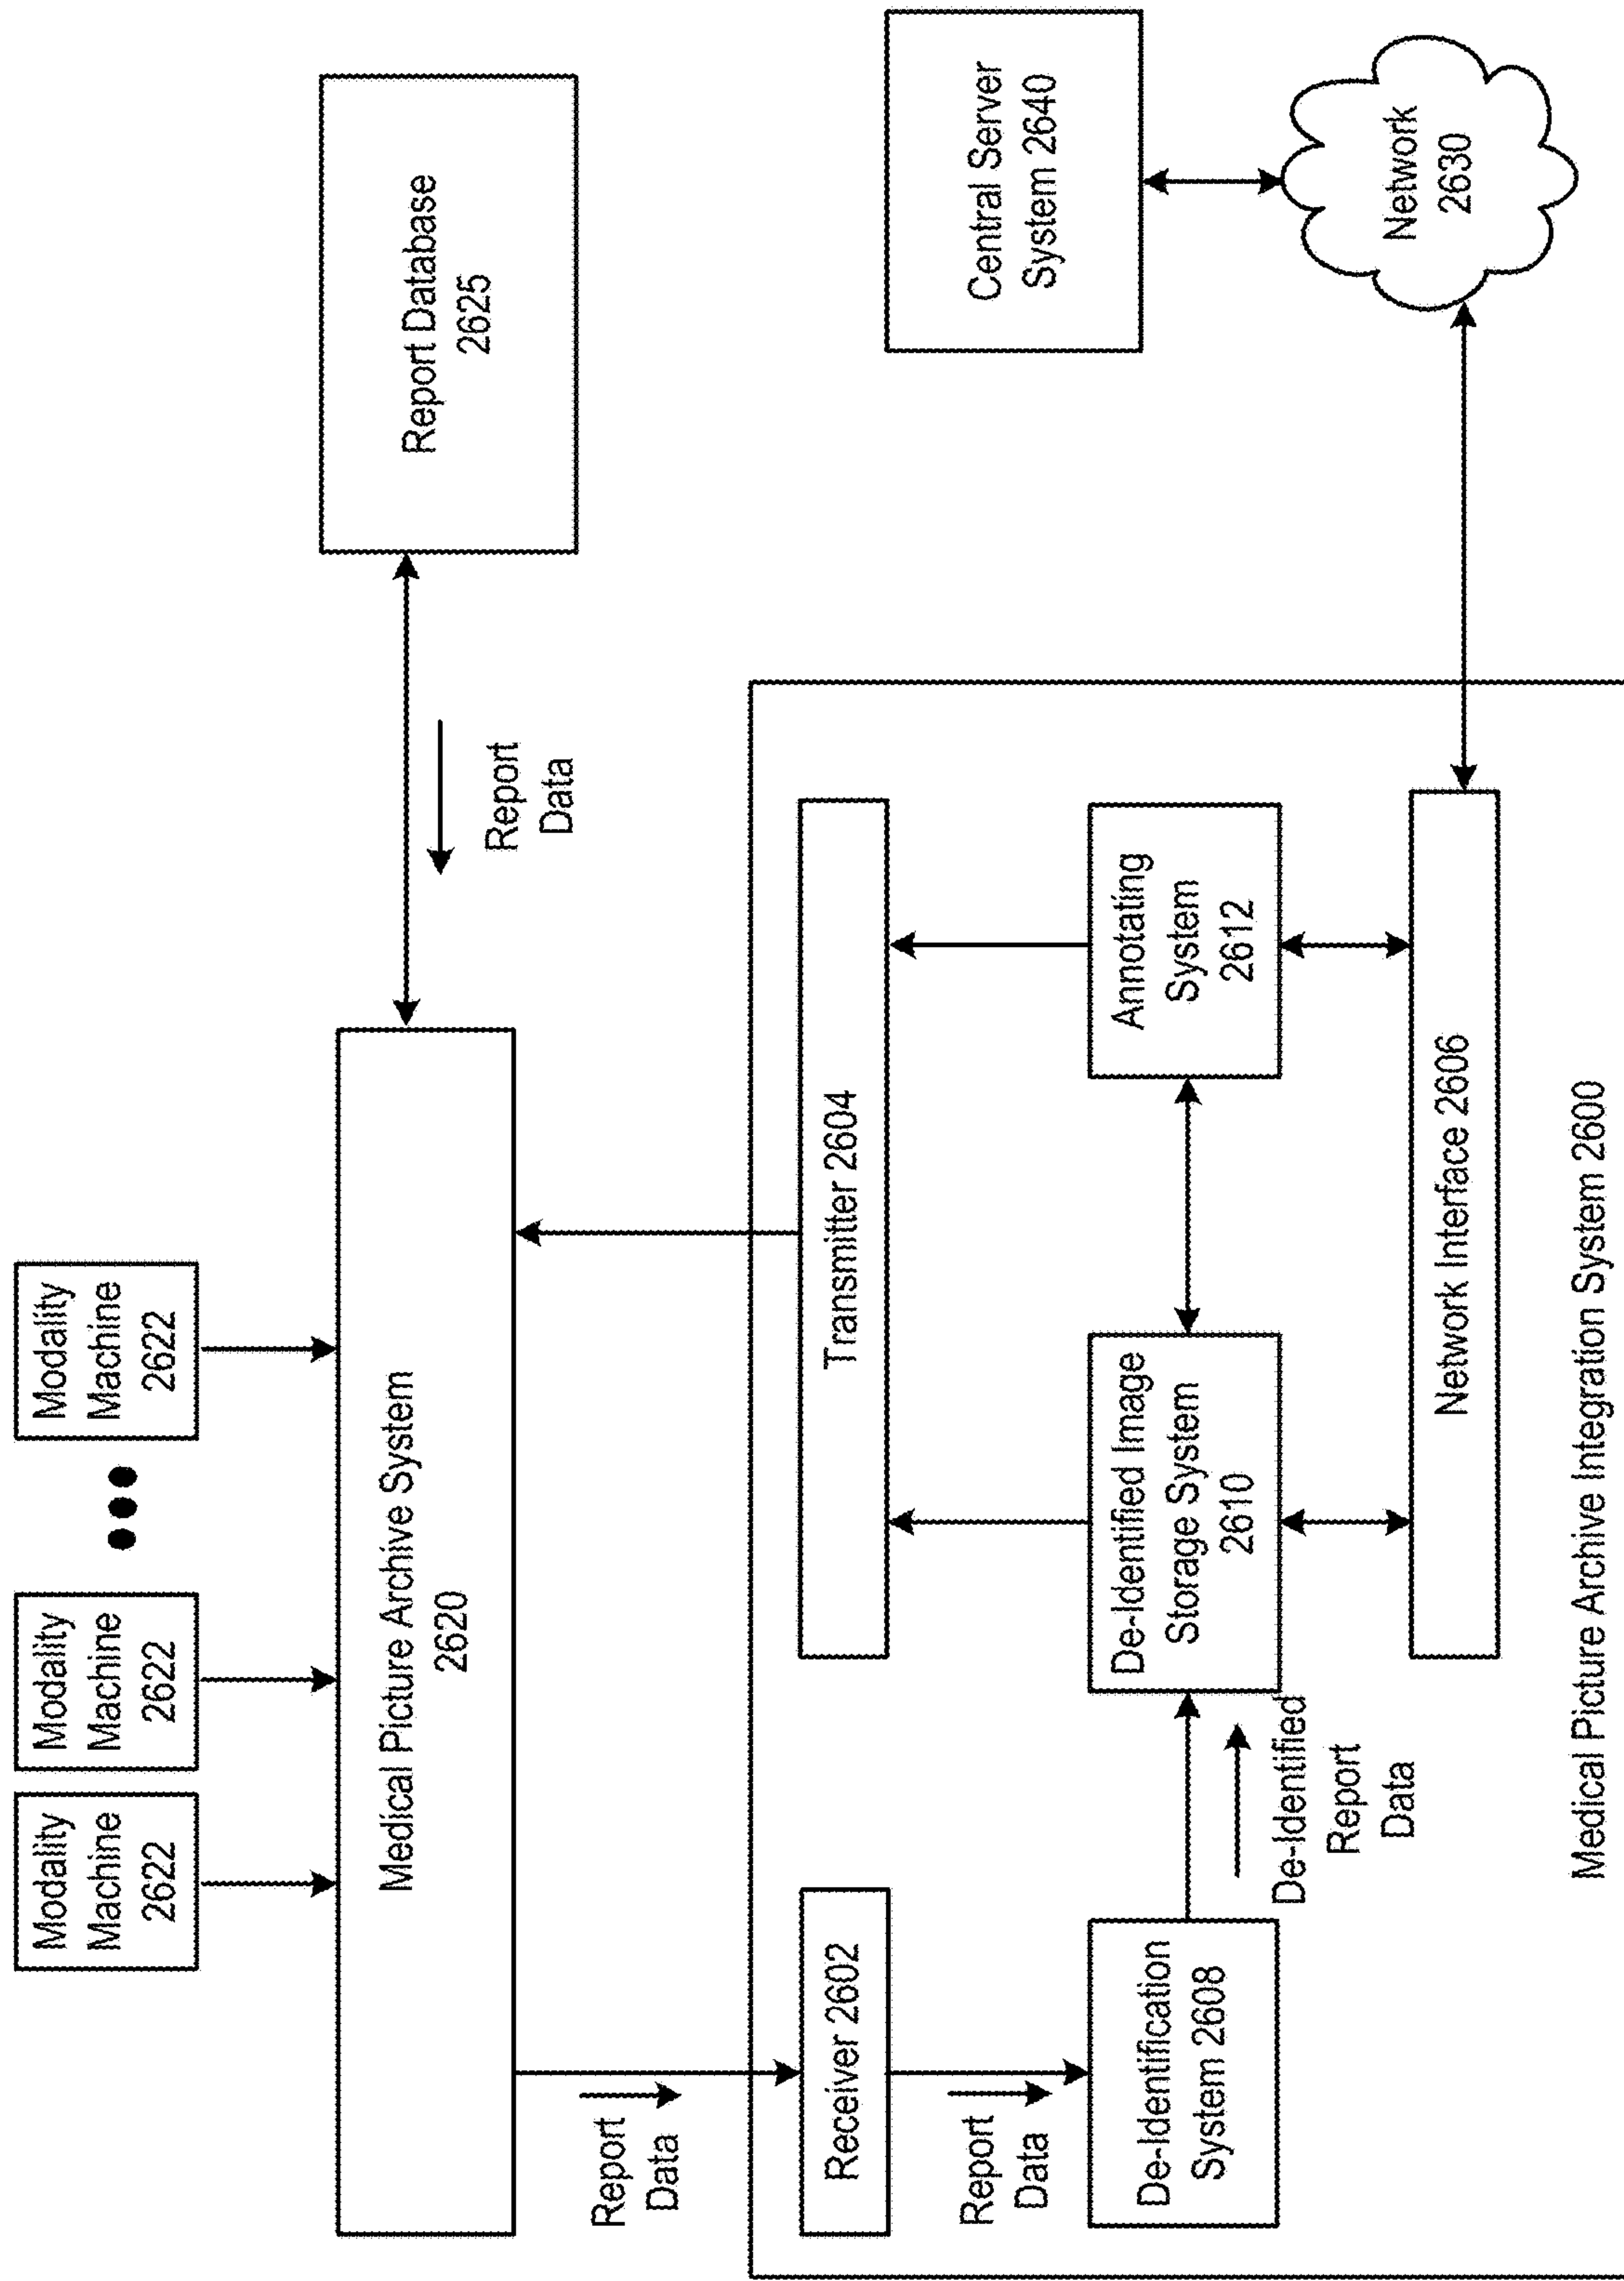 Modality
Machine
2622
Modality
Machine
2622
Modality
Machine
2622
Medical Picture Archive System
2620
Report Database
2625
Report
Data
Report
Data
Receiver 2602
Transmitter 2604
Report
Data
De-Identification
System 2608
De-Identified
Report
Data
De-Identified Image
Storage System
2610
Annotating
System
2612
Network Interface 2606
Medical Picture Archive Integration System 2600
Central Server
System 2640
Network
2630